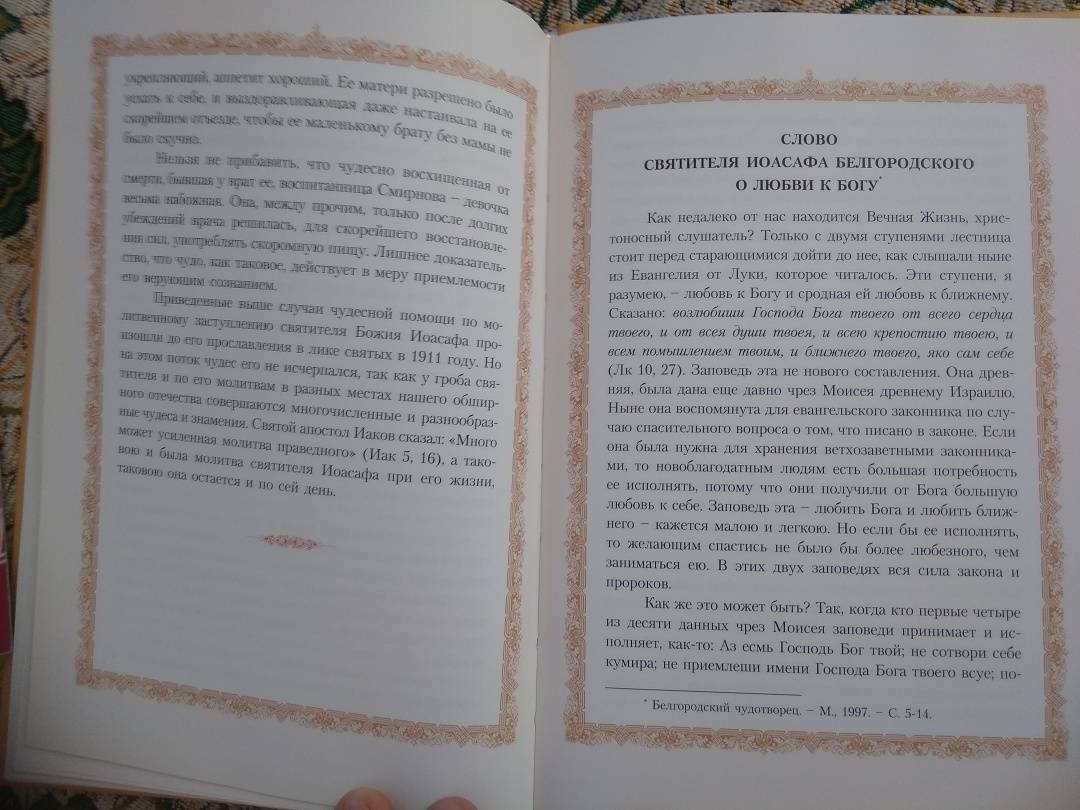 укрепляющий, аппетит хороший. Ее матери разрешено было
уехать к себе, и выздоравливающая даже настаивала на ее
скорейшем отъезде, чтобы ее маленькому брату без мамы не
было скучно.
Нельзя не прибавить, что чудесно восхищенная от
смерти, бывшая у врат ее, воспитанница Смирнова – девочка
весьма набожная. Она, между прочим, только после долгих
убеждений врача решилась, для скорейшего восстановле-
ния сил, употреблять скоромную пищу. Лишнее доказатель-
ство, что чудо, как таковое, действует в меру приемлемости
его верующим сознанием.
Приведенные выше случаи чудесной помощи по мо-
литвенному заступлению святителя Божия Иоасафа про-
изошли до его прославления в лике святых в 1911 году. Но
на этом поток чудес его не исчерпался, так как у гроба свя-
тителя и по его молитвам в разных местах нашего обшир-
ного отечества совершаются многочисленные и разнообраз-
ные чудеса и знамения. Святой апостол Иаков сказал: «Много
может усиленная молитва праведного» (Иак 5, 16), а тако-
вою и была молитва святителя Иоасафа при его жизни,
таковою она остается и по сей день.
СЛОВО
СВЯТИТЕЛЯ ИОАСАФА БЕЛГОРОДСКОГО
О ЛЮБВИ К БОГУ*
Как недалеко от нас находится Вечная Жизнь, хрис-
тоносный слушатель? Только с двумя ступенями лестница
стоит перед старающимися дойти до нее, как слышали ныне
из Евангелия от Луки, которое читалось. Эти ступени, я
разумею, – любовь к Богу и сродная ей любовь к ближнему.
Сказано: возлюбиши Господа Бога твоего от всего сердца
твоего, и от всея души твоея, и всею крепостию твоею, и
всем помышлением твоим, и ближнего твоего, яко сам себе
(Лк 10, 27). Заповедь эта не нового составления. Она древ-
няя, была дана еще давно чрез Моисея древнему Израилю.
Ныне она воспомянута для евангельского законника по слу-
чаю спасительного вопроса о том, что писано в законе. Если
она была нужна для хранения ветхозаветными законника-
ми, то новоблагодатным людям есть большая потребность
ее исполнять, потому что они получили от Бога большую
любовь к себе. Заповедь эта – любить Бога и любить ближ-
него – кажется малою и легкою. Но если бы ее исполнять,
то желающим спастись не было бы более любезного, чем
заниматься ею. В этих двух заповедях вся сила закона и
пророков.
Как же это может быть? Так, когда кто первые четыре
из десяти данных чрез Моисея заповеди принимает и ис-
полняет, как-то: Аз есмь Господь Бог твой; не сотвори себе
кумира; не приемлеши имени Господа Бога твоего всуе; по-
* Белгородский чудотворец. – М., 1997. – С. 5-14.